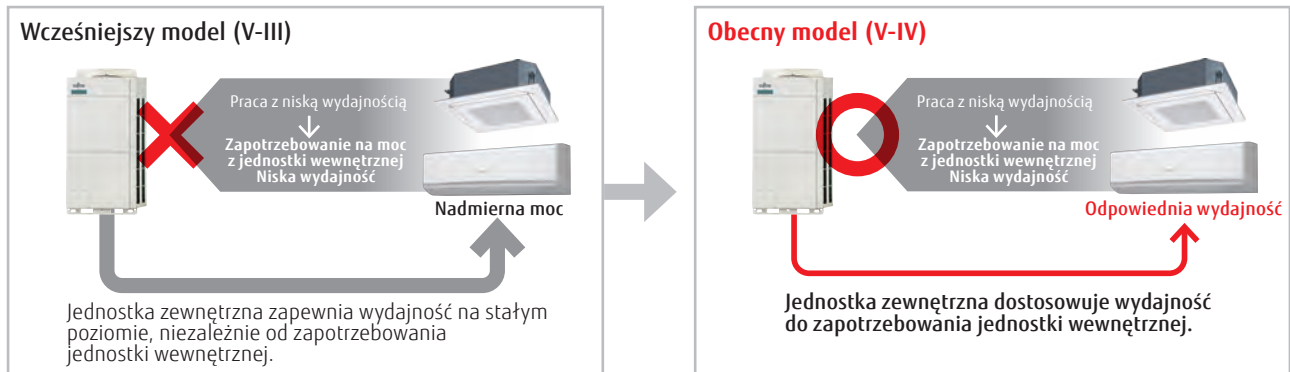 Wcześniejszy model (V-III)
Praca z niską wydajnością
Zapotrzebowanie na moc
z jednostki wewnętrznej
Niska wydajność
Nadmierna moc
Jednostka zewnętrzna zapewnia wydajność na stałym
poziomie, niezależnie od zapotrzebowania
jednostki wewnętrznej.
Obecny model (V-IV)
Praca z niską wydajnością
Zapotrzebowanie na moc
z jednostki wewnętrznej
Niska wydajność
Odpowiednia wydajność
Jednostka zewnętrzna dostosowuje wydajność
do zapotrzebowania jednostki wewnętrznej.